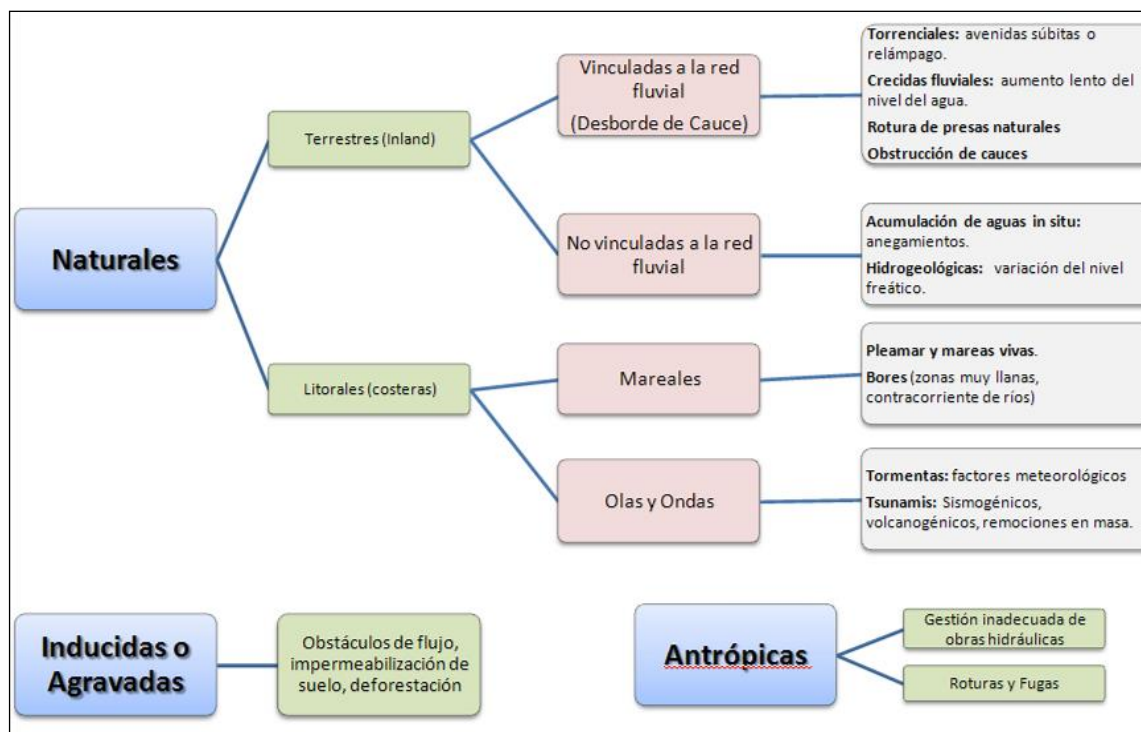 Naturales
Terrestres (Inland)
Vinculadas a la red
fluvial
(Desborde de Cauce)
Torrenciales: avenidas súbitas o
relámpago.
Crecidas fluviales: aumento lento del
nivel del agua.
Rotura de presas naturales
Obstrucción de cauces
No vinculadas a la red
fluvial
Acumulación de aguas in situ:
anegamientos.
Hidrogeológicas: variación del nivel
freático.
Litorales (costeras)
Mareales
Pleamar y mareas vivas.
Bores (zonas muy llanas,
contracorriente de ríos)
Olas y Ondas
Tormentas: factores meteorológicos
Tsunamis: Sismogénicos,
volcanogénicos, remociones en masa.
Inducidas o
Agravadas
Obstáculos de flujo,
impermeabilización de
suelo, deforestación
Antrópicas
Gestión inadecuada de
obras hidráulicas
Roturas y Fugas